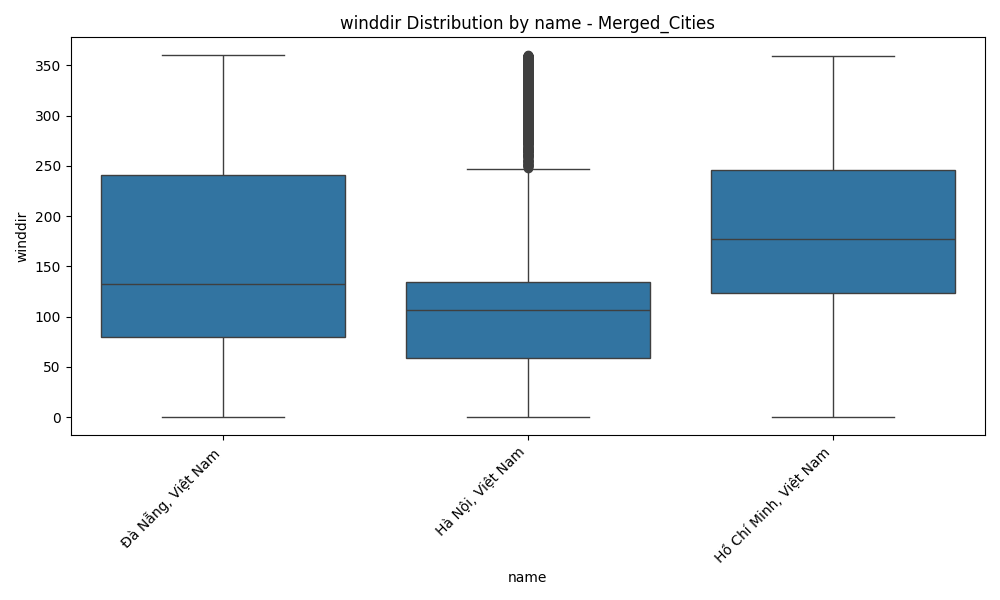 winddir Distribution by name - Merged_Cities
winddir
350
300
250
200
150
100
50
0
Đà Nẵng, Việt Nam
Hà Nội, Việt Nam
Hồ Chí Minh, Việt Nam
name